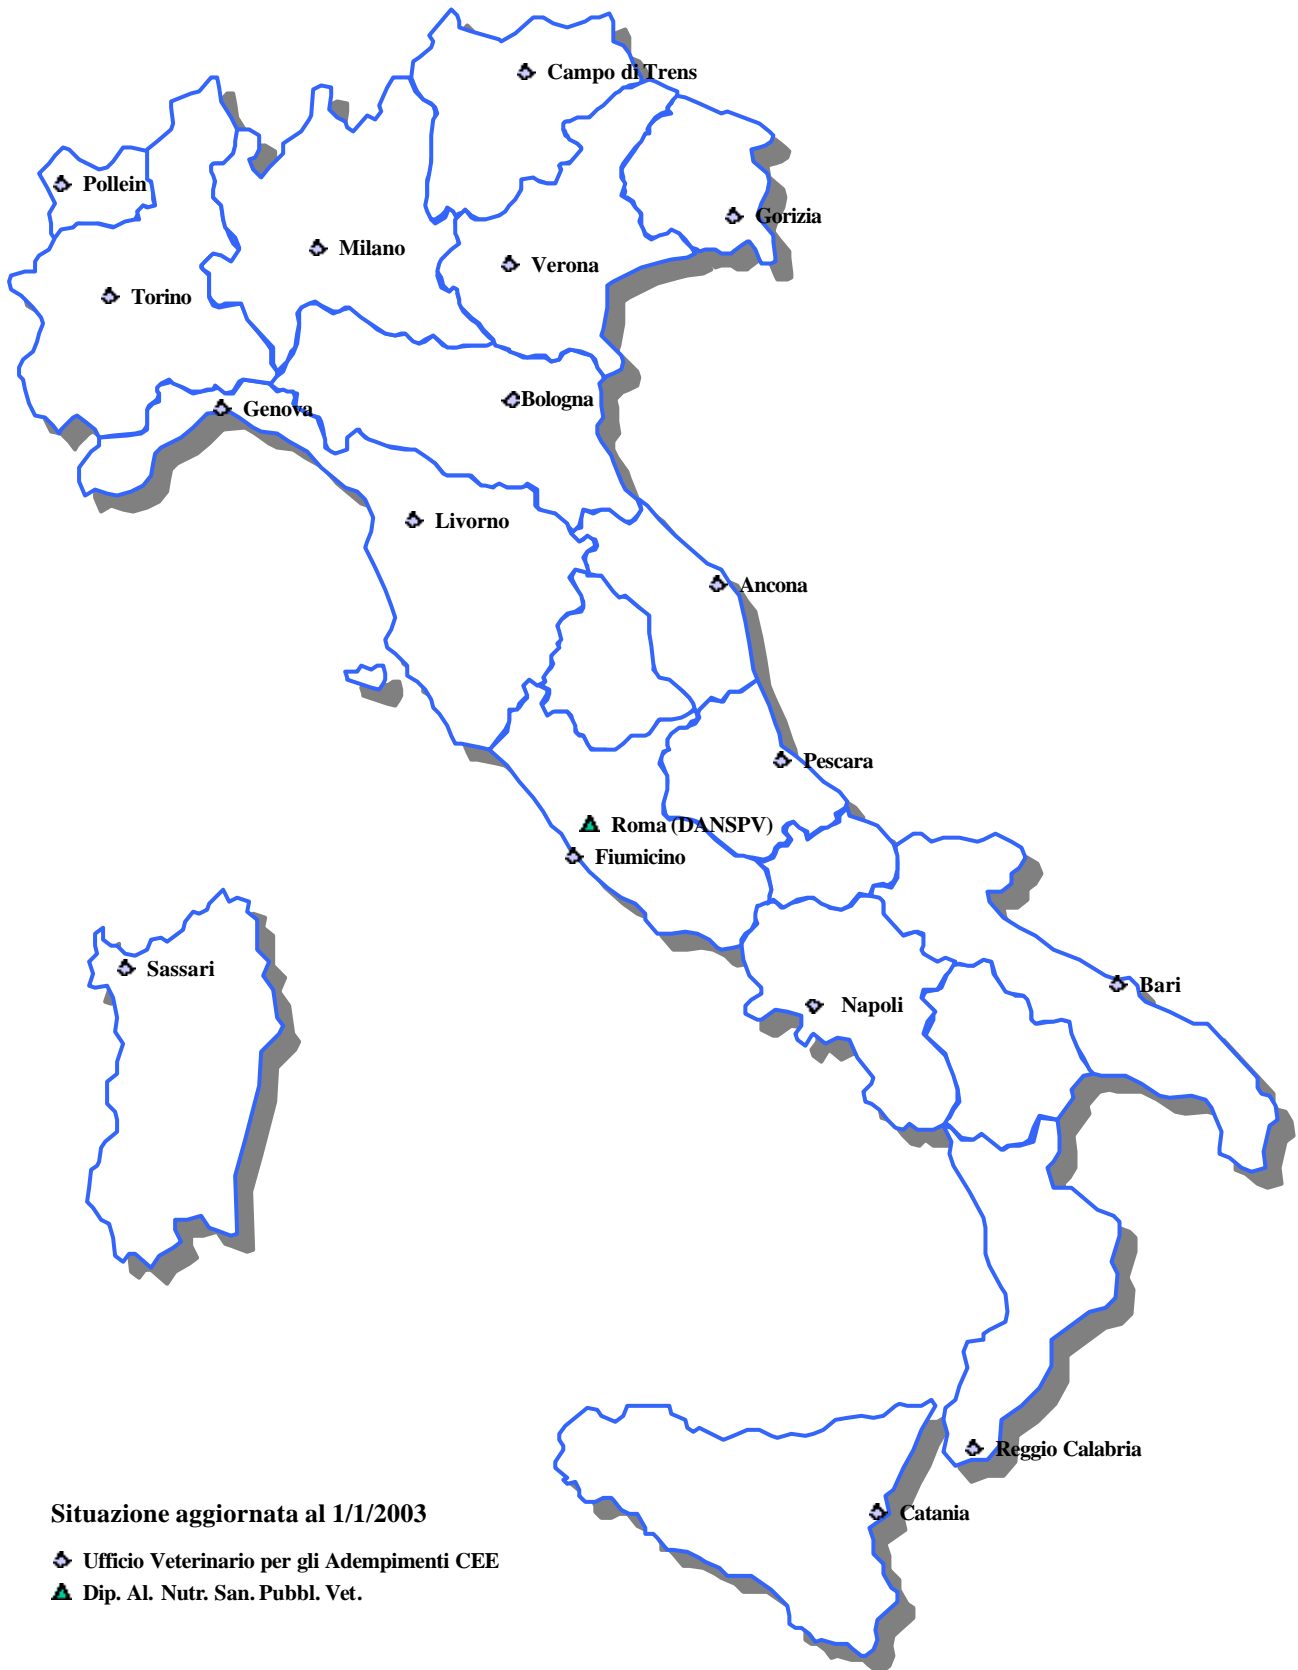 Campo di Trens
Pollein
Gorizia
Milano
Verona
Torino
Bologna
Genova
Livorno
Ancona
Pescara
Roma (DANSPV)
Fiumicino
Sassari
Bari
Napoli
Reggio Calabria
Catania
Situazione aggiornata al 1/1/2003
Ufficio Veterinario per gli Adempimenti CEE
Dip. Al. Nutr. San. Pubbl. Vet.